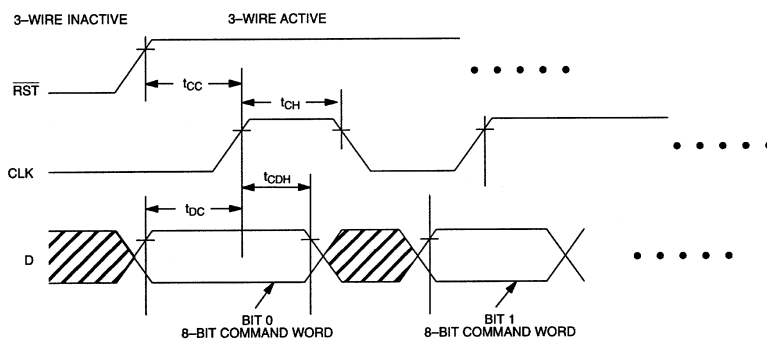 3–WIRE INACTIVE
3–WIRE ACTIVE
RST
tCC
tCH
CLK
tCDH
tDC
D
BIT 0
8–BIT COMMAND WORD
BIT 1
8–BIT COMMAND WORD